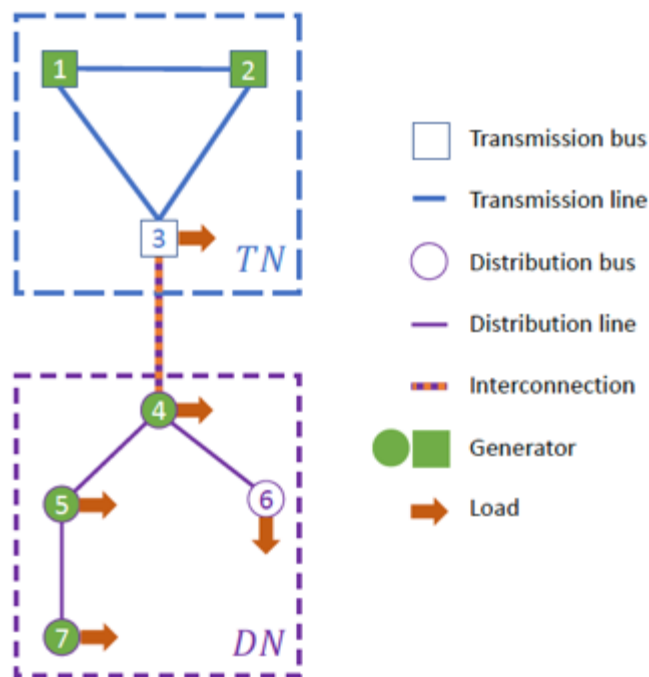 1
2
3
TN
4
5
6
7
DN
Transmission bus
Transmission line
Distribution bus
Distribution line
Interconnection
Generator
Load